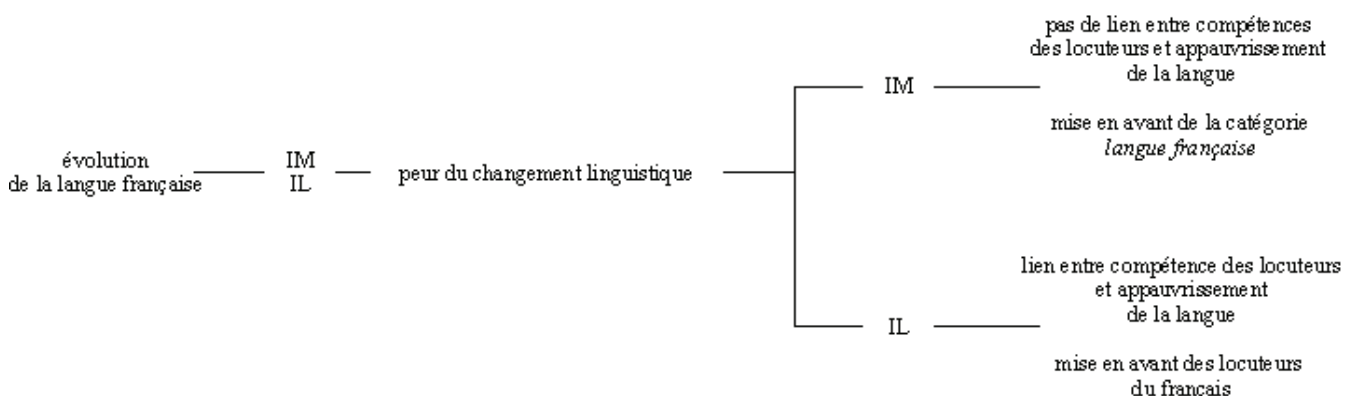 évolution
de la langue française
IM
IL
peur du changement linguistique
IM
pas de lien entre compétences
des locuteurs et appauvrissement
de la langue
mise en avant de la catégorie
langue française
IL
lien entre compétence des locuteurs
et appauvrissement
de la langue
mise en avant des locuteurs
du français